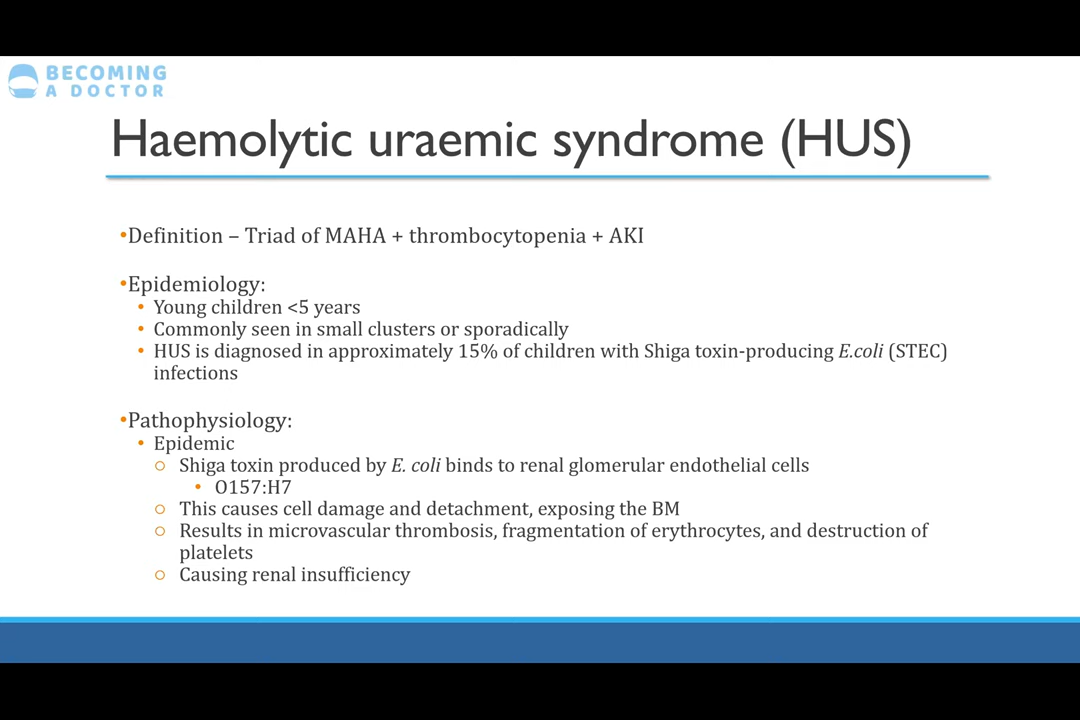 BECOMING
A DOCTOR
Haemolytic uraemic syndrome (HUS)
•Definition – Triad of MAHA + thrombocytopenia + AKI
•Epidemiology:
• Young children <5 years
• Commonly seen in small clusters or sporadically
• HUS is diagnosed in approximately 15% of children with Shiga toxin-producing E.coli (STEC)
infections
•Pathophysiology:
• Epidemic
○ Shiga toxin produced by E. coli binds to renal glomerular endothelial cells
• O157:H7
○ This causes cell damage and detachment, exposing the BM
○ Results in microvascular thrombosis, fragmentation of erythrocytes, and destruction of
platelets
○ Causing renal insufficiency